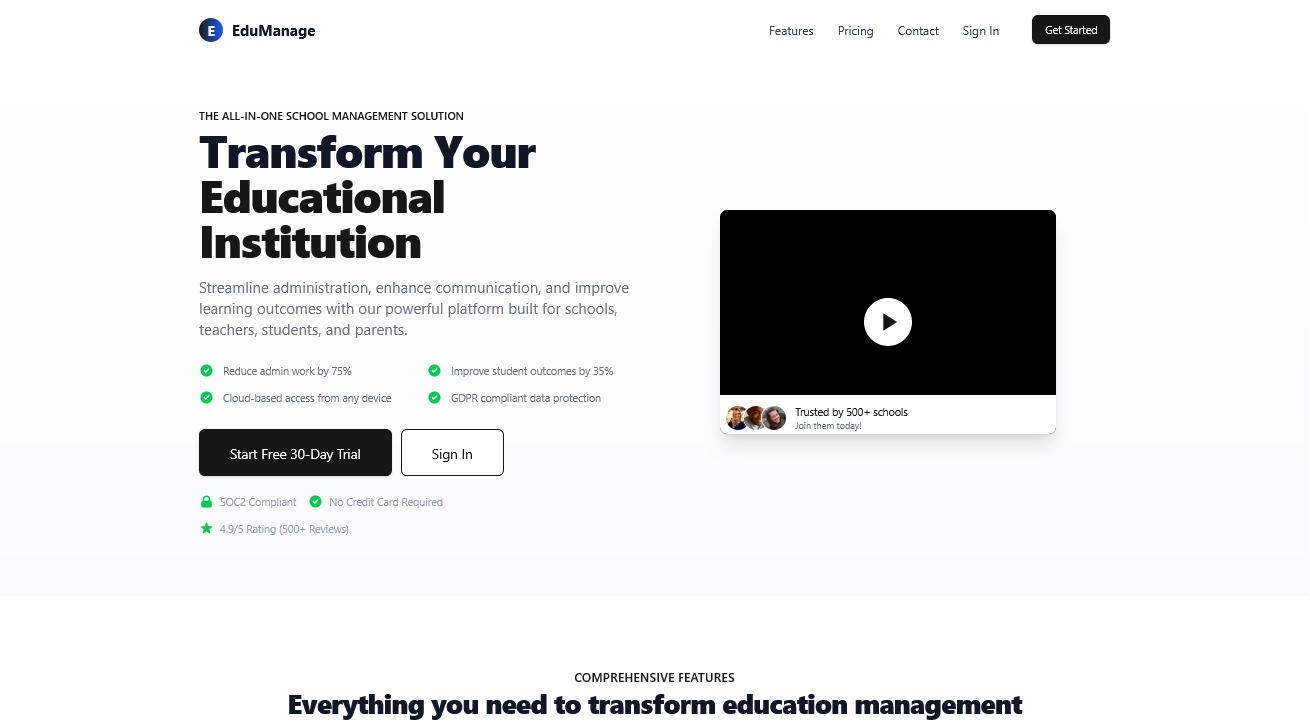 E EduManage
Features Pricing Contact Sign In Get Started
THE ALL-IN-ONE SCHOOL MANAGEMENT SOLUTION
Transform Your
Educational
Institution
Streamline administration, enhance communication, and improve
learning outcomes with our powerful platform built for schools,
teachers, students, and parents.
Reduce admin work by 75%
Improve student outcomes by 35%
Cloud-based access from any device
GDPR compliant data protection
Start Free 30-Day Trial
Sign In
SOC2 Compliant
No Credit Card Required
4.9/5 Rating (500+ Reviews)
Trusted by 500+ schools
Join them today!
COMPREHENSIVE FEATURES
Everything you need to transform education management